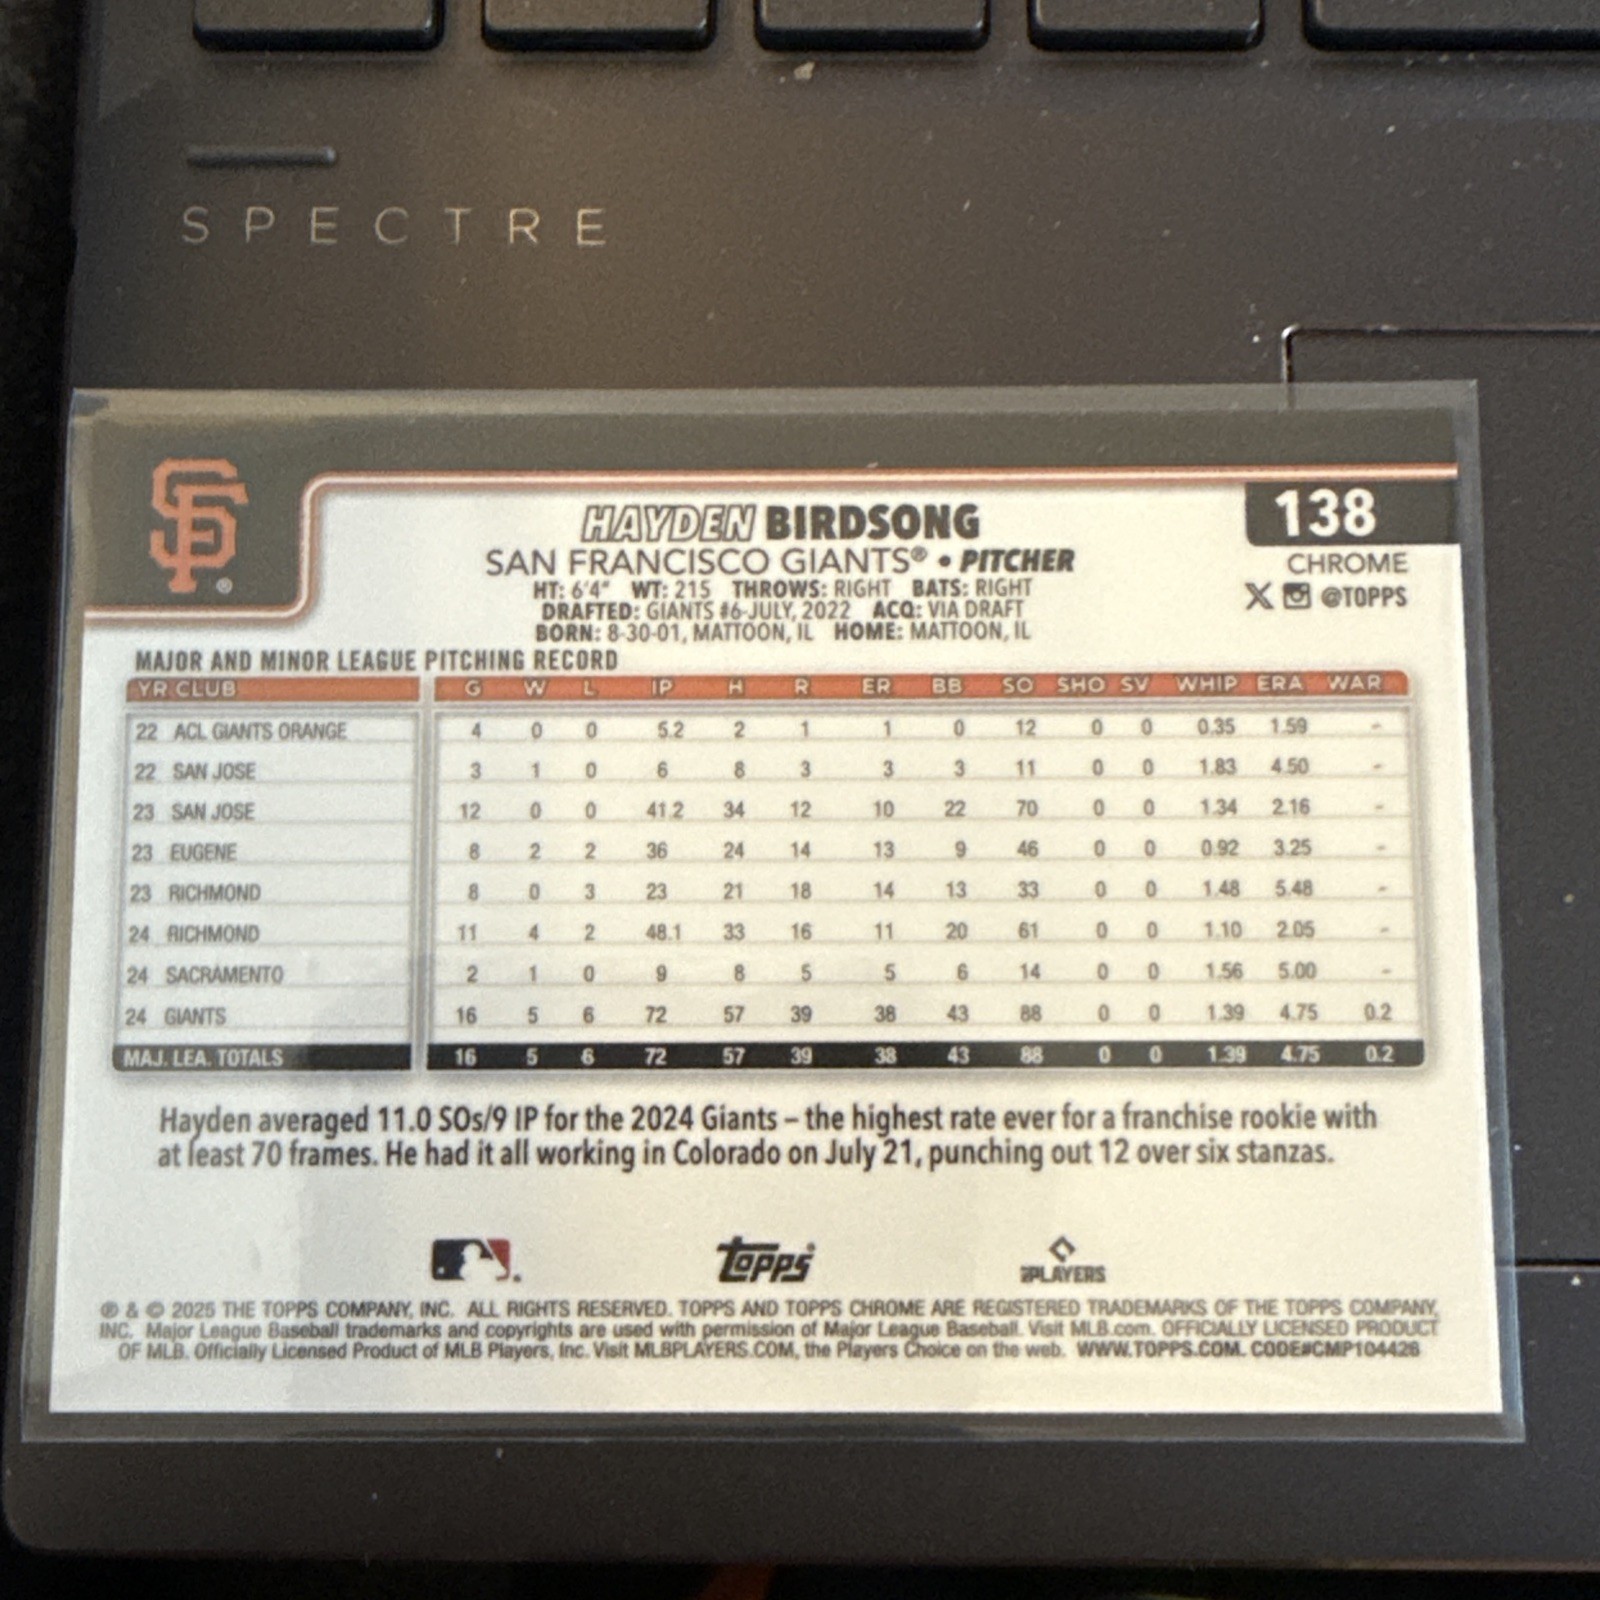 SPECTRE
SF®
HAYDEN BIRDSONG
138
SAN FRANCISCO GIANTS® • PITCHER
CHROME
HT: 6'4" WT: 215 THROWS: RIGHT BATS: RIGHT
@TOPPS
DRAFTED: GIANTS #6-JULY, 2022 ACQ: VIA DRAFT
BORN: 8-30-01, MATTOON, IL HOME: MATTOON, IL
MAJOR AND MINOR LEAGUE PITCHING RECORD
YR CLUB G W L IP H R ER BB SO SHO SV WHIP ERA WAR
22 ACL GIANTS ORANGE 4 0 0 5.2 2 1 1 0 12 0 0 0.35 1.59 -
22 SAN JOSE 3 1 0 6 8 3 3 3 11 0 0 1.83 4.50 -
23 SAN JOSE 12 0 0 41.2 34 12 10 22 70 0 0 1.34 2.16 -
23 EUGENE 8 2 2 36 24 14 13 9 46 0 0 0.92 3.25 -
23 RICHMOND 8 0 3 23 21 18 14 13 33 0 0 1.48 5.48 -
24 RICHMOND 11 4 2 48.1 33 16 11 20 61 0 0 1.10 2.05 -
24 SACRAMENTO 2 1 0 9 8 5 5 6 14 0 0 1.56 5.00 -
24 GIANTS 16 5 6 72 57 39 38 43 88 0 0 1.39 4.75 0.2
MAJ. LEA. TOTALS 16 5 6 72 57 39 38 43 88 0 0 1.39 4.75 0.2
Hayden averaged 11.0 SOs/9 IP for the 2024 Giants – the highest rate ever for a franchise rookie with
at least 70 frames. He had it all working in Colorado on July 21, punching out 12 over six stanzas.
Topps®
PLAYERS
® & © 2025 THE TOPPS COMPANY, INC. ALL RIGHTS RESERVED. TOPPS AND TOPPS CHROME ARE REGISTERED TRADEMARKS OF THE TOPPS COMPANY,
INC. Major League Baseball trademarks and copyrights are used with permission of Major League Baseball. Visit MLB.com. OFFICIALLY LICENSED PRODUCT
OF MLB. Officially Licensed Product of MLB Players, Inc. Visit MLBPLAYERS.COM, the Players Choice on the web. WWW.TOPPS.COM. CODE#CMP104426